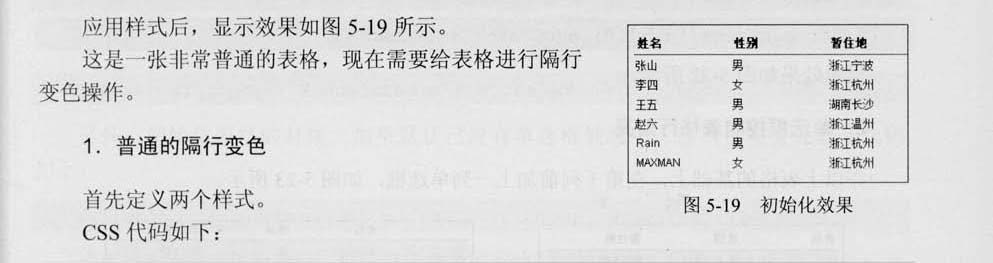 应用样式后，显示效果如图 5-19 所示。
这是一张非常普通的表格，现在需要给表格进行隔行
变色操作。
1. 普通的隔行变色
首先定义两个样式。
CSS 代码如下：
姓名 性别 暂住地
张山 男 浙江宁波
李四 女 浙江杭州
王五 男 湖南长沙
赵六 男 浙江温州
Rain 男 浙江杭州
MAXMAN 女 浙江杭州
图 5-19 初始化效果